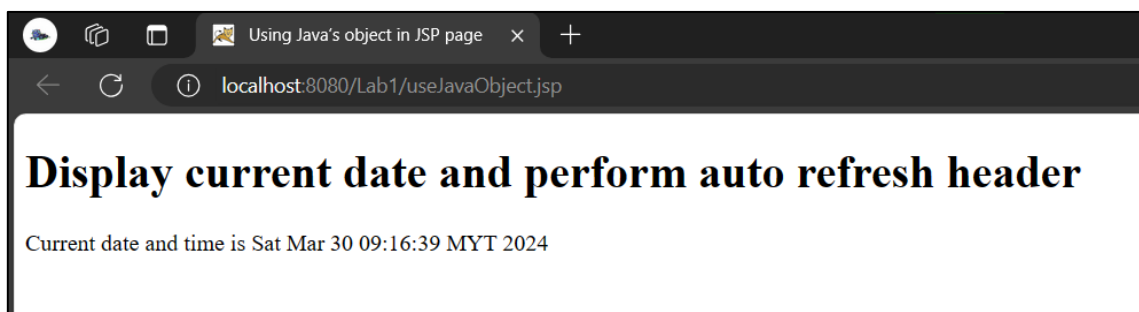 Using Java's object in JSP page
localhost:8080/Lab1/useJavaObject.jsp
Display current date and perform auto refresh header
Current date and time is Sat Mar 30 09:16:39 MYT 2024